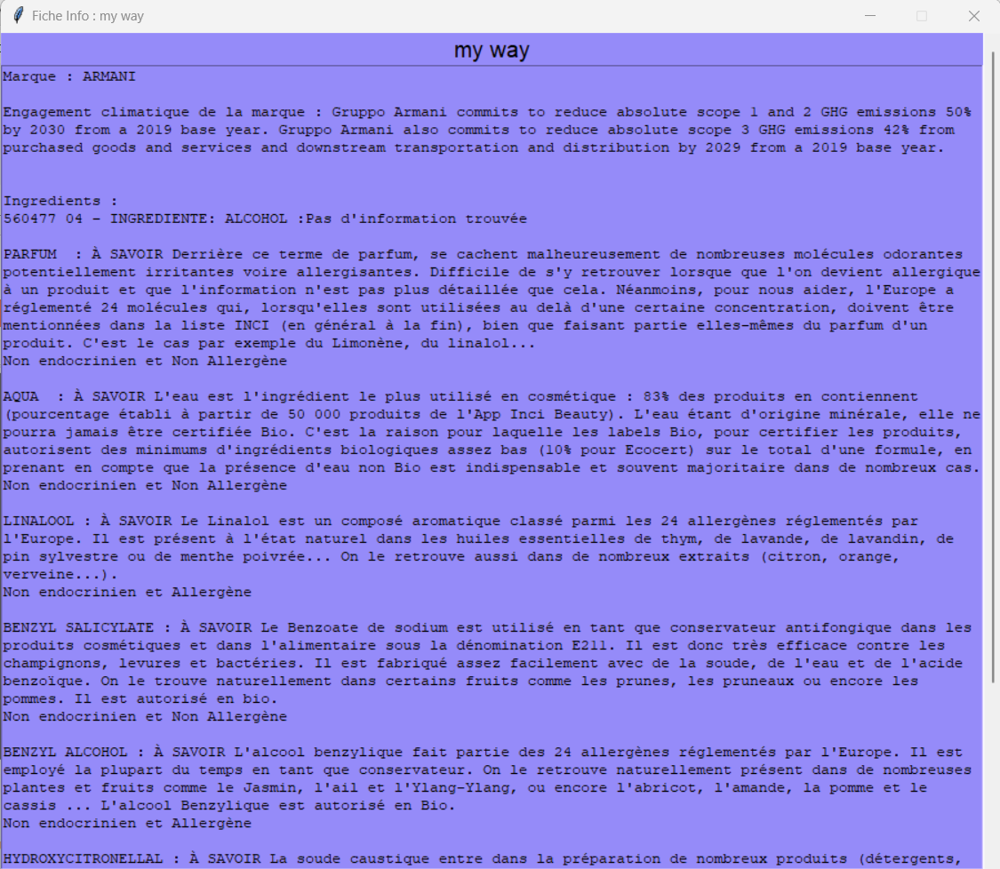 Fiche Info : my way
my way
Marque : ARMANI
Engagement climatique de la marque : Gruppo Armani commits to reduce absolute scope 1 and 2 GHG emissions 50%
by 2030 from a 2019 base year. Gruppo Armani also commits to reduce absolute scope 3 GHG emissions 42% from
purchased goods and services and downstream transportation and distribution by 2029 from a 2019 base year.
Ingredients :
560477 04 - INGREDIENTE: ALCOHOL :Pas d'information trouvée
PARFUM  : À SAVOIR Derrière ce terme de parfum, se cachent malheureusement de nombreuses molécules odorantes
potentiellement irritantes voire allergisantes. Difficile de s'y retrouver lorsque que l'on devient allergique
à un produit et que l'information n'est pas plus détaillée que cela. Néanmoins, pour nous aider, l'Europe a
réglementé 24 molécules qui, lorsqu'elles sont utilisées au delà d'une certaine concentration, doivent être
mentionnées dans la liste INCI (en général à la fin), bien que faisant partie elles-mêmes du parfum d'un
produit. C'est le cas par exemple du Limonène, du linalol...
Non endocrinien et Non Allergène
AQUA  : À SAVOIR L'eau est l'ingrédient le plus utilisé en cosmétique : 83% des produits en contiennent
(pourcentage établi à partir de 50 000 produits de l'App Inci Beauty). L'eau étant d'origine minérale, elle ne
pourra jamais être certifiée Bio. C'est la raison pour laquelle les labels Bio, pour certifier les produits,
autorisent des minimums d'ingrédients biologiques assez bas (10% pour Ecocert) sur le total d'une formule, en
prenant en compte que la présence d'eau non Bio est indispensable et souvent majoritaire dans de nombreux cas.
Non endocrinien et Non Allergène
LINALOOL : À SAVOIR Le Linalol est un composé aromatique classé parmi les 24 allergènes réglementés par
l'Europe. Il est présent à l'état naturel dans les huiles essentielles de thym, de lavande, de lavandin, de
pin sylvestre ou de menthe poivrée... On le retrouve aussi dans de nombreux extraits (citron, orange,
verveine...).
Non endocrinien et Allergène
BENZYL SALICYLATE : À SAVOIR Le Benzoate de sodium est utilisé en tant que conservateur antifongique dans les
produits cosmétiques et dans l'alimentaire sous la dénomination E211. Il est donc très efficace contre les
champignons, levures et bactéries. Il est fabriqué assez facilement avec de la soude, de l'eau et de l'acide
benzoïque. On le trouve naturellement dans certains fruits comme les prunes, les pruneaux ou encore les
pommes. Il est autorisé en bio.
Non endocrinien et Non Allergène
BENZYL ALCOHOL : À SAVOIR L'alcool benzylique fait partie des 24 allergènes réglementés par l'Europe. Il est
employé la plupart du temps en tant que conservateur. On le retrouve naturellement présent dans de nombreuses
plantes et fruits comme le Jasmin, l'ail et l'Ylang-Ylang, ou encore l'abricot, l'amande, la pomme et le
cassis ... L'alcool Benzylique est autorisé en Bio.
Non endocrinien et Allergène
HYDROXYCITRONELLAL : À SAVOIR La soude caustique entre dans la préparation de nombreux produits (détergents,